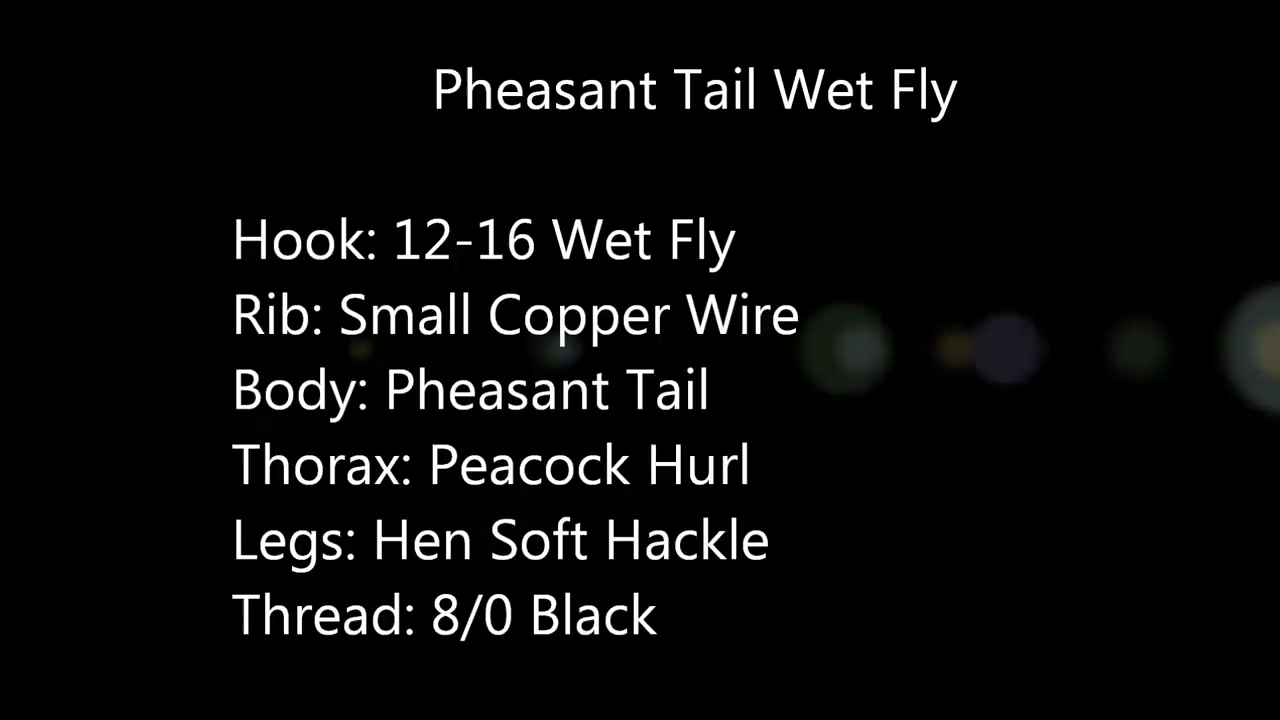 Pheasant Tail Wet Fly
Hook: 12-16 Wet Fly
Rib: Small Copper Wire
Body: Pheasant Tail
Thorax: Peacock Hurl
Legs: Hen Soft Hackle
Thread: 8/0 Black